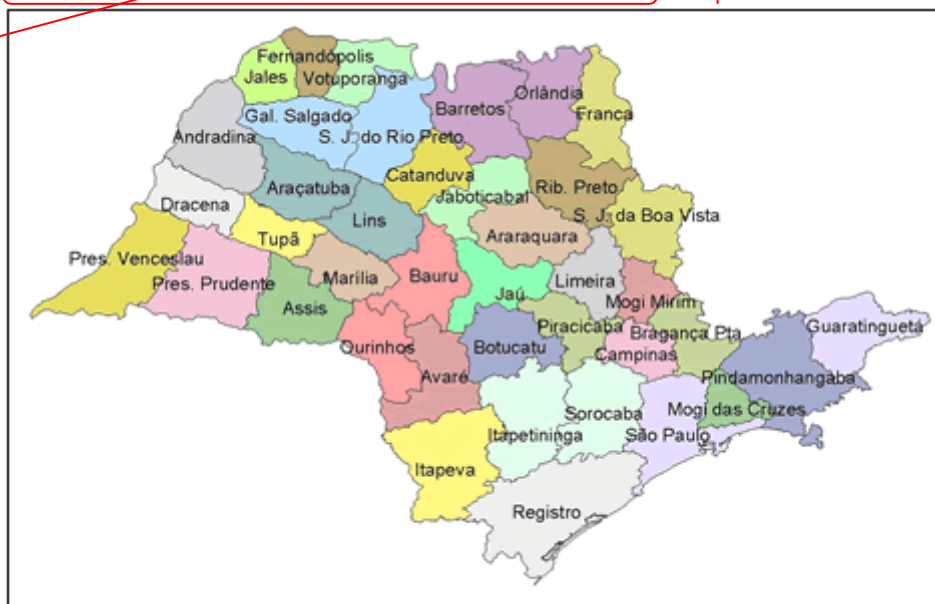 Fernandópolis
Jales
Votuporanga
Orlândia
Barretos
Franca
Gal. Salgado
S. J. do Rio Preto
Andradina
Catanduva
Araçatuba
Rib. Preto
Jaboticabal
Dracena
Lins
S. J. da Boa Vista
Tupã
Araraquara
Pres. Venceslau
Pres. Prudente
Marília
Bauru
Limeira
Jaú
Mogi Mirim
Assis
Piracicaba
Bragança Pta
Guaratinguetá
Ourinhos
Botucatu
Campinas
Avaré
Pindamonhangaba
Sorocaba
Mogi das Cruzes
Itapetininga
São Paulo
Itapeva
Registro